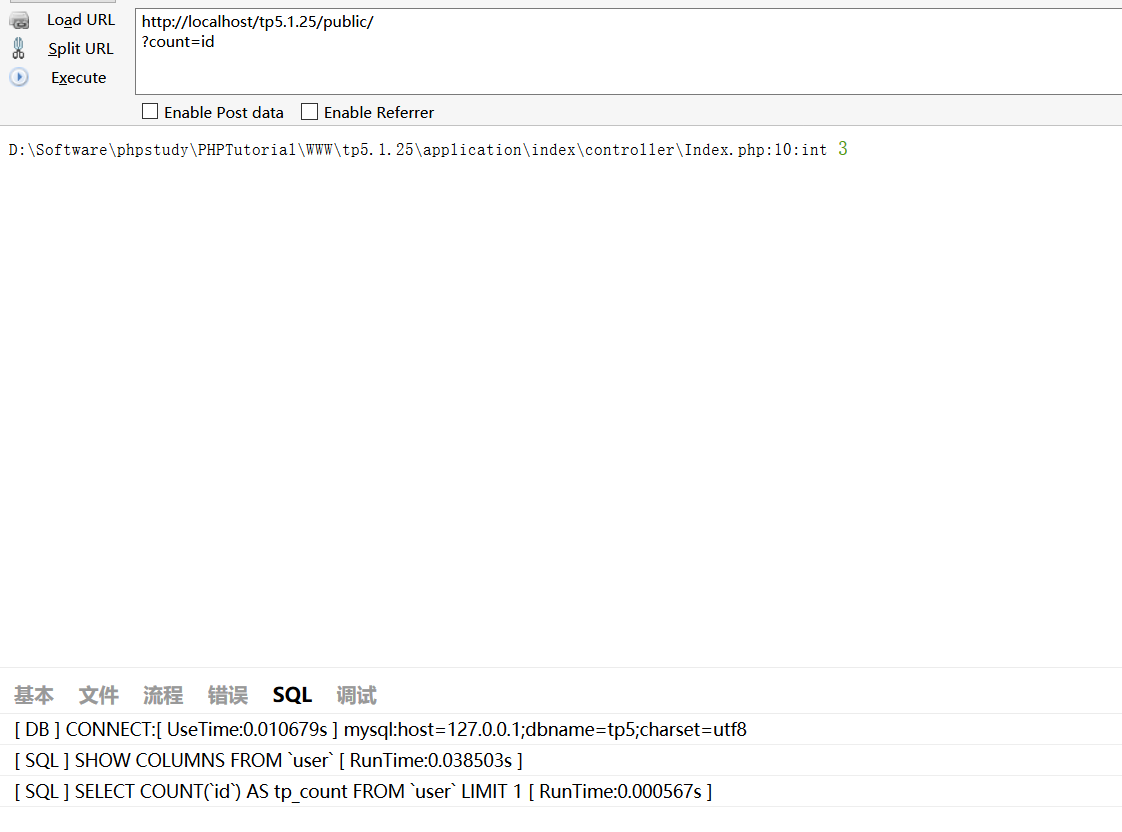 Load URL
http://localhost/tp5.1.25/public/
Split URL
?count=id
Execute
Enable Post data Enable Referrer
D:\Software\phpstudy\PHPTutorial\WWW\tp5.1.25\application\index\controller\Index.php:10:int 3
基本 文件 流程 错误 SQL 调试
[ DB ] CONNECT:[ UseTime:0.010679s ] mysql:host=127.0.0.1;dbname=tp5;charset=utf8
[ SQL ] SHOW COLUMNS FROM `user` [ RunTime:0.038503s ]
[ SQL ] SELECT COUNT(`id`) AS tp_count FROM `user` LIMIT 1 [ RunTime:0.000567s ]